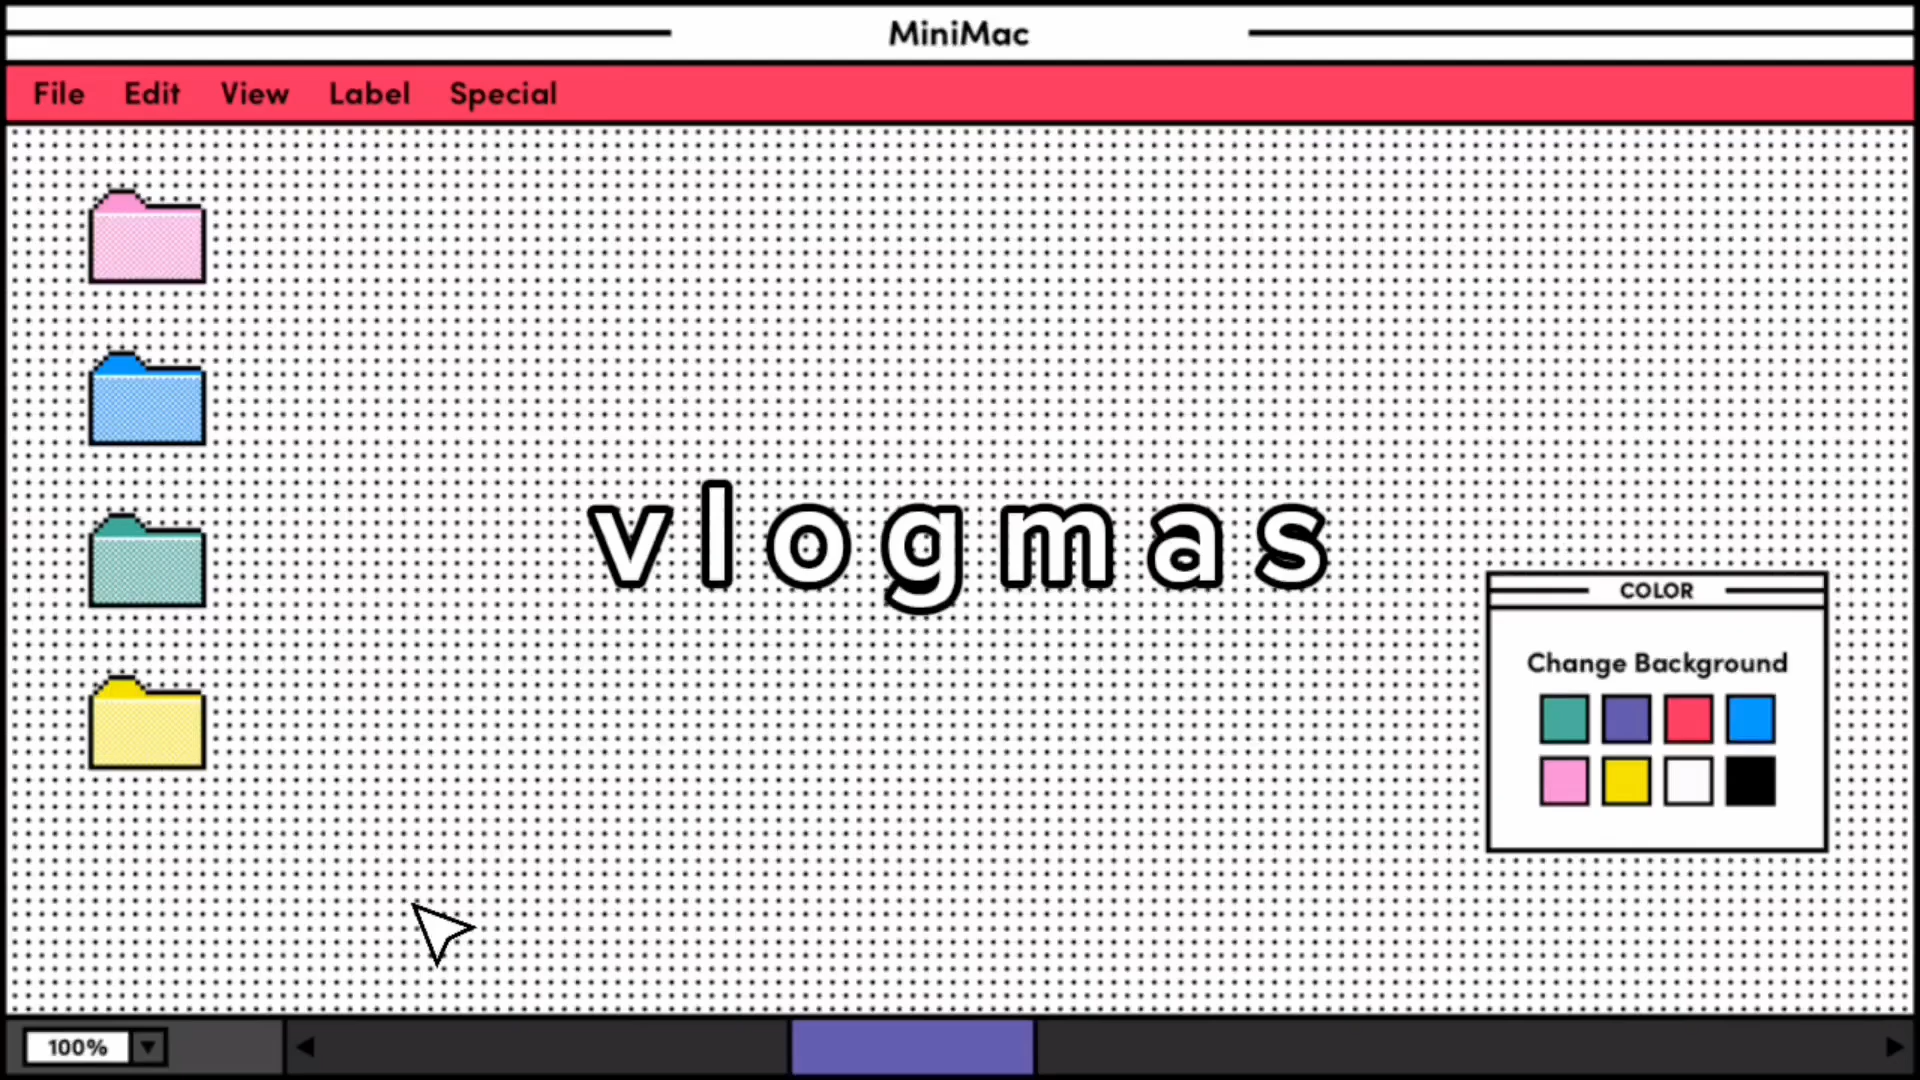 MiniMac
File Edit View Label Special
vlogmas
COLOR
Change Background
100%